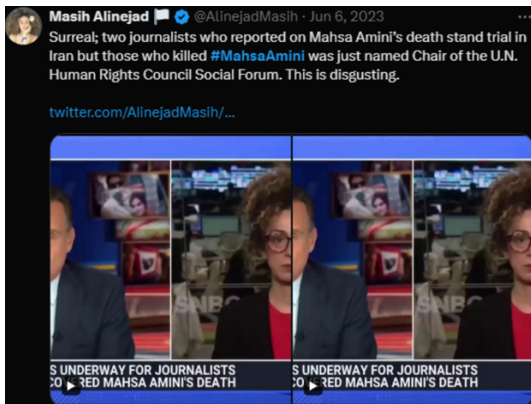 Masih Alinejad @AlinejadMasih · Jun 6, 2023
Surreal; two journalists who reported on Mahsa Amini's death stand trial in
Iran but those who killed #MahsaAmini was just named Chair of the U.N.
Human Rights Council Social Forum. This is disgusting.
twitter.com/AlinejadMasih/...
S UNDERWAY FOR JOURNALISTS
RED MAHSA AMINI'S DEATH
S UNDERWAY FOR JOURNALISTS
RED MAHSA AMINI'S DEATH